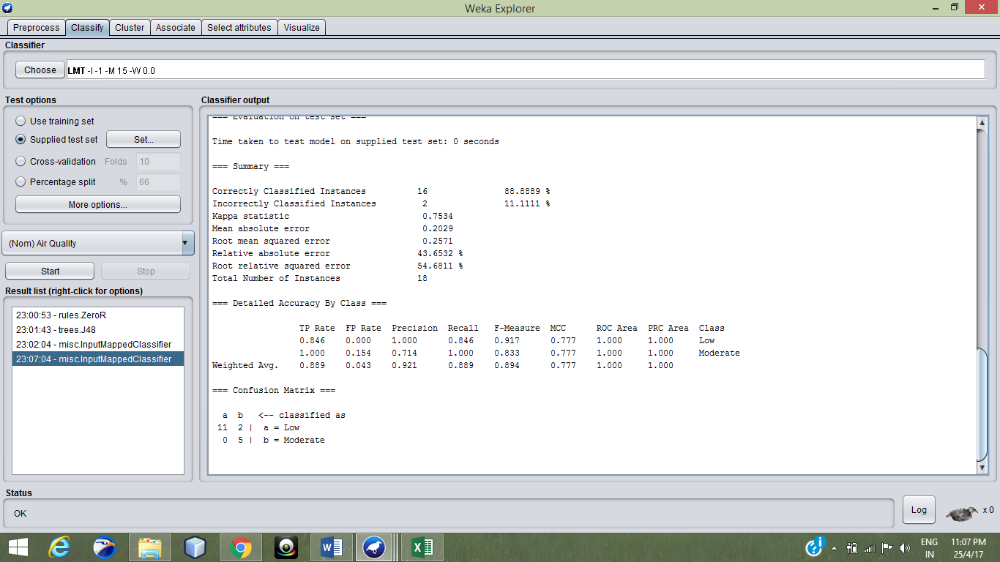 Weka Explorer
Preprocess Classify Cluster Associate Select attributes Visualize
Classifier
Choose LMT -I -1 -M 15 -W 0.0
Test options
Use training set
Supplied test set Set...
Cross-validation Folds 10
Percentage split % 66
More options...
(Nom) Air Quality
Start Stop
Result list (right-click for options)
23:00:53 - rules.ZeroR
23:01:43 - trees.J48
23:02:04 - misc.InputMappedClassifier
23:07:04 - misc.InputMappedClassifier
Classifier output
=== Evaluation on test set ===
Time taken to test model on supplied test set: 0 seconds
=== Summary ===
Correctly Classified Instances 16 88.8889 %
Incorrectly Classified Instances 2 11.1111 %
Kappa statistic 0.7534
Mean absolute error 0.2029
Root mean squared error 0.2571
Relative absolute error 43.6532 %
Root relative squared error 54.6811 %
Total Number of Instances 18
=== Detailed Accuracy By Class ===
TP Rate FP Rate Precision Recall F-Measure MCC ROC Area PRC Area Class
0.846 0.000 1.000 0.846 0.917 0.777 1.000 1.000 Low
1.000 0.154 0.714 1.000 0.833 0.777 1.000 1.000 Moderate
Weighted Avg. 0.889 0.043 0.921 0.889 0.894 0.777 1.000 1.000
=== Confusion Matrix ===
a b <-- classified as
11 2 | a = Low
0 5 | b = Moderate
Status
OK
Log x 0
ENG 11:07 PM
IN 25/4/17